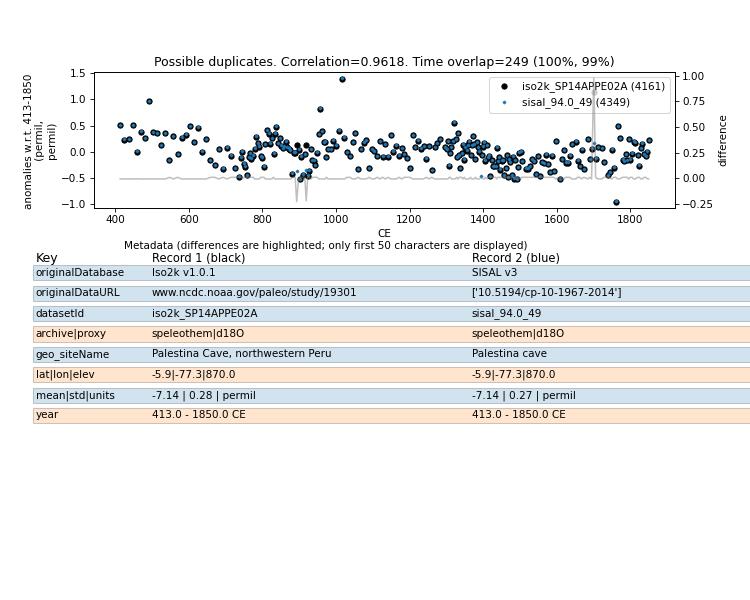 Possible duplicates. Correlation=0.9618. Time overlap=249 (100%, 99%)
1.5
1.0
0.5
0.0
−0.5
−1.0
anomalies w.r.t. 413-1850
(permil,
permil)
iso2k_SP14APPE02A (4161)
sisal_94.0_49 (4349)
1.00
0.75
0.50
0.25
0.00
−0.25
difference
400 600 800 1000 1200 1400 1600 1800
CE
Metadata (differences are highlighted; only first 50 characters are displayed)
Key Record 1 (black) Record 2 (blue)
originalDatabase Iso2k v1.0.1 SISAL v3
originalDataURL www.ncdc.noaa.gov/paleo/study/19301 ['10.5194/cp-10-1967-2014']
datasetId iso2k_SP14APPE02A sisal_94.0_49
archive|proxy speleothem|d18O speleothem|d18O
geo_siteName Palestina Cave, northwestern Peru Palestina cave
lat|lon|elev -5.9|-77.3|870.0 -5.9|-77.3|870.0
mean|std|units -7.14 | 0.28 | permil -7.14 | 0.27 | permil
year 413.0 - 1850.0 CE 413.0 - 1850.0 CE